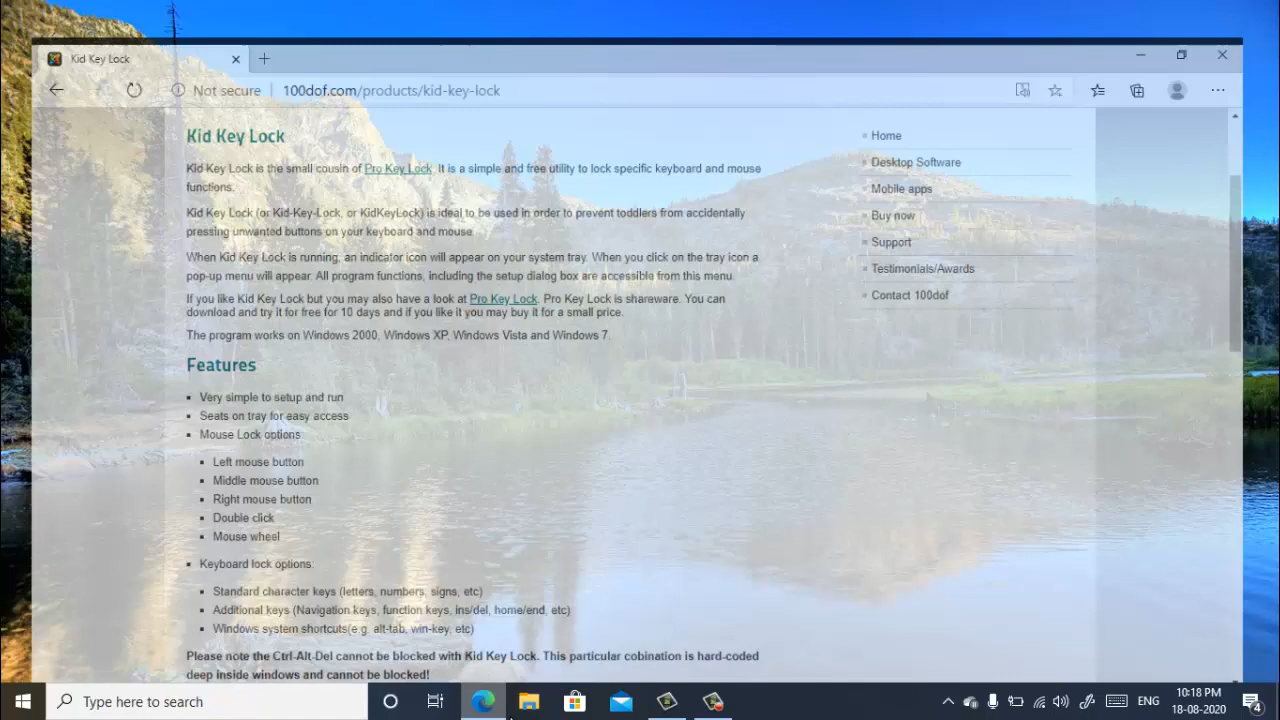 Kid Key Lock
Not secure | 100dof.com/products/kid-key-lock
Kid Key Lock
Kid Key Lock is the small cousin of Pro Key Lock. It is a simple and free utility to lock specific keyboard and mouse
functions.
Kid Key Lock (or Kid-Key-Lock, or KidKeyLock) is ideal to be used in order to prevent toddlers from accidentally
pressing unwanted buttons on your keyboard and mouse
When Kid Key Lock is running, an indicator icon will appear on your system tray. When you click on the tray icon a
pop-up menu will appear. All program functions, including the setup dialog box are accessible from this menu.
If you like Kid Key Lock but you may also have a look at Pro Key Lock. Pro Key Lock is shareware. You can
download and try it for free for 10 days and if you like it you may buy it for a small price.
The program works on Windows 2000, Windows XP, Windows Vista and Windows 7.
Features
Very simple to setup and run
Seats on tray for easy access
Mouse Lock options
Left mouse button
Middle mouse button
Right mouse button
Double click
Mouse wheel
Keyboard lock options:
Standard character keys (letters, numbers, signs, etc)
Additional keys (Navigation keys, function keys, ins/del, home/end, etc)
Windows system shortcuts(e.g. alt-tab, win-key, etc)
Please note the Ctrl-Alt-Del cannot be blocked with Kid Key Lock. This particular cobination is hard-coded
deep inside windows and cannot be blocked!
Home
Desktop Software
Mobile apps
Buy now
Support
Testimonials/Awards
Contact 100dof
Type here to search
ENG
10:18 PM
18-08-2020
4